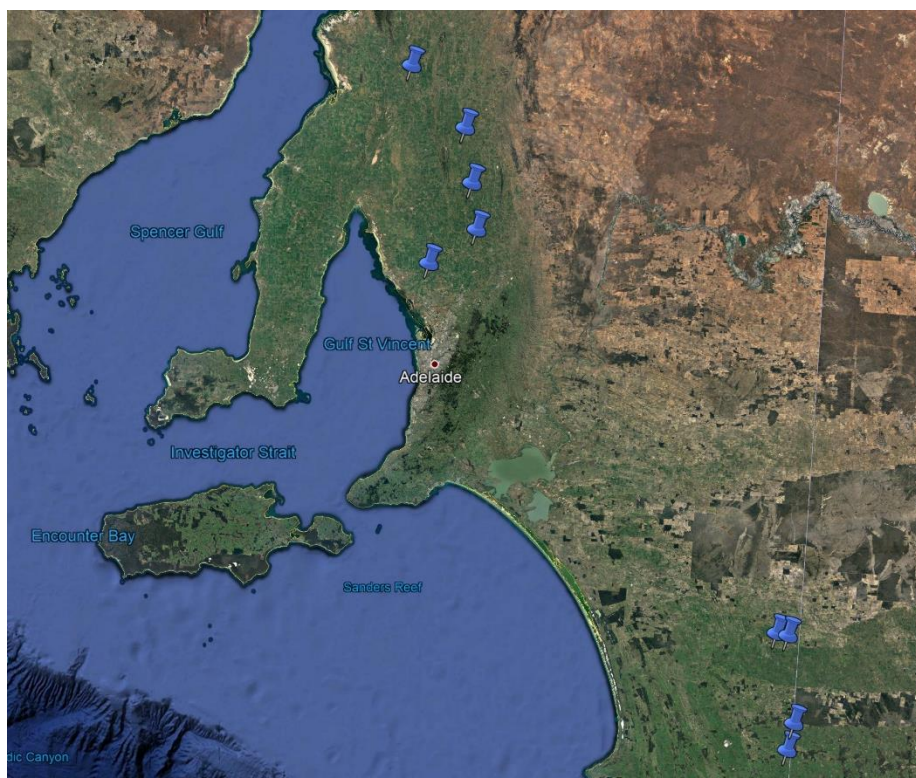 Spencer Gulf
Gulf St Vincent
Adelaide
Investigator Strait
Encounter Bay
Sanders Reef
dic Canyon